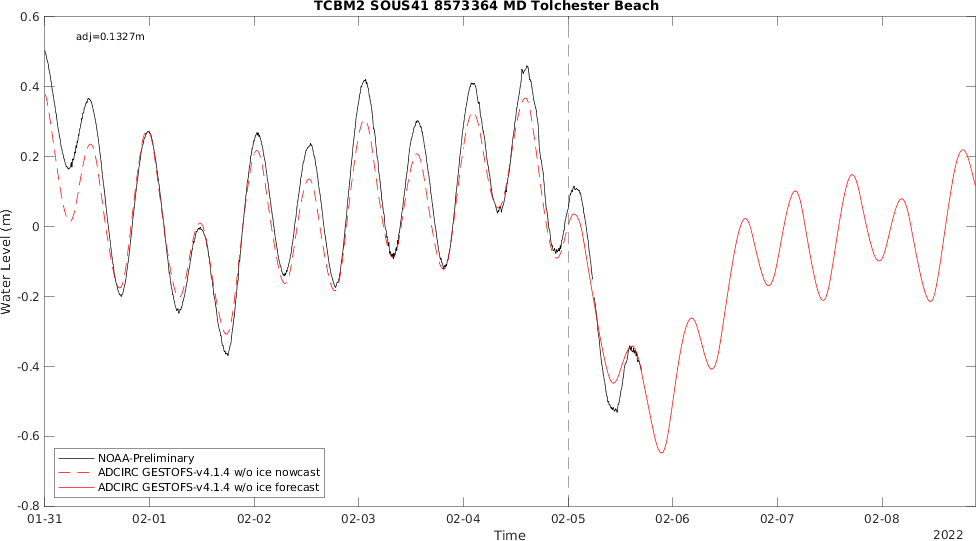 TCBM2 SOUS41 8573364 MD Tolchester Beach
adj=0.1327m
0.6
0.4
0.2
0
-0.2
-0.4
-0.6
-0.8
Water Level (m)
NOAA-Preliminary
ADCIRC GESTOFS-v4.1.4 w/o ice nowcast
ADCIRC GESTOFS-v4.1.4 w/o ice forecast
01-31 02-01 02-02 02-03 02-04 02-05 02-06 02-07 02-08
Time
2022